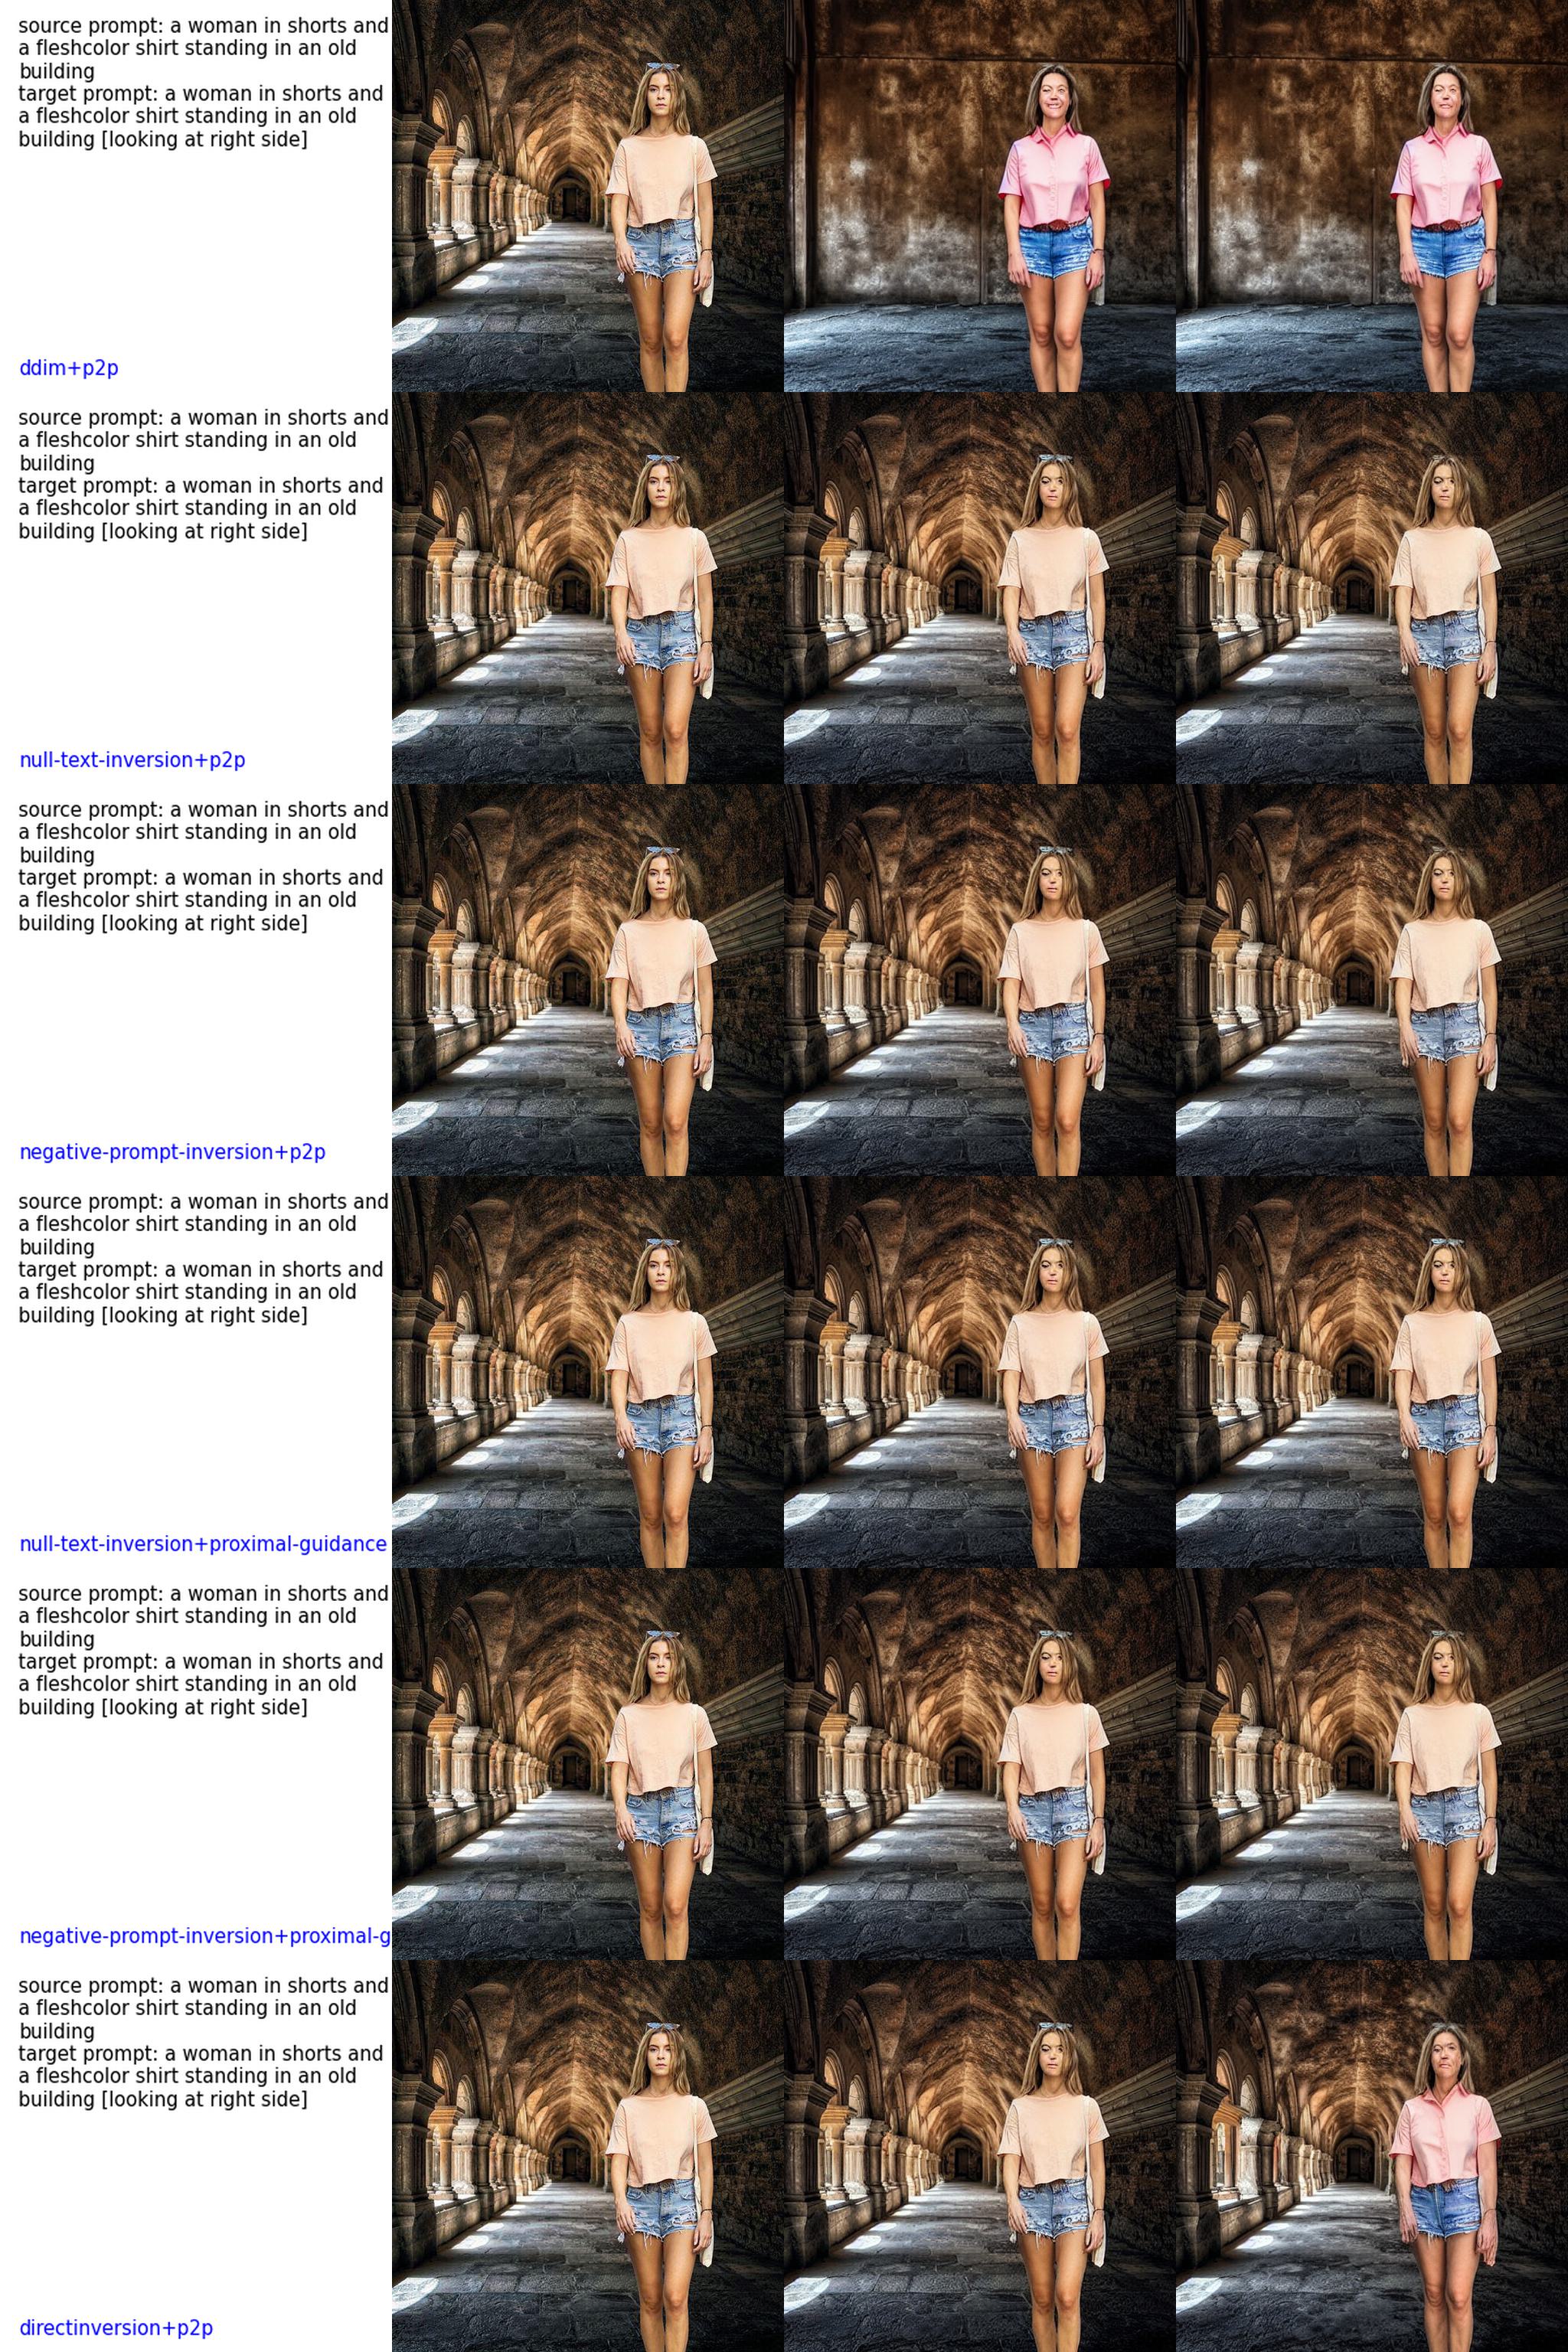 source prompt: a woman in shorts and
a fleshcolor shirt standing in an old
building
target prompt: a woman in shorts and
a fleshcolor shirt standing in an old
building [looking at right side]
ddim+p2p
source prompt: a woman in shorts and
a fleshcolor shirt standing in an old
building
target prompt: a woman in shorts and
a fleshcolor shirt standing in an old
building [looking at right side]
null-text-inversion+p2p
source prompt: a woman in shorts and
a fleshcolor shirt standing in an old
building
target prompt: a woman in shorts and
a fleshcolor shirt standing in an old
building [looking at right side]
negative-prompt-inversion+p2p
source prompt: a woman in shorts and
a fleshcolor shirt standing in an old
building
target prompt: a woman in shorts and
a fleshcolor shirt standing in an old
building [looking at right side]
null-text-inversion+proximal-guidance
source prompt: a woman in shorts and
a fleshcolor shirt standing in an old
building
target prompt: a woman in shorts and
a fleshcolor shirt standing in an old
building [looking at right side]
negative-prompt-inversion+proximal-g
source prompt: a woman in shorts and
a fleshcolor shirt standing in an old
building
target prompt: a woman in shorts and
a fleshcolor shirt standing in an old
building [looking at right side]
directinversion+p2p